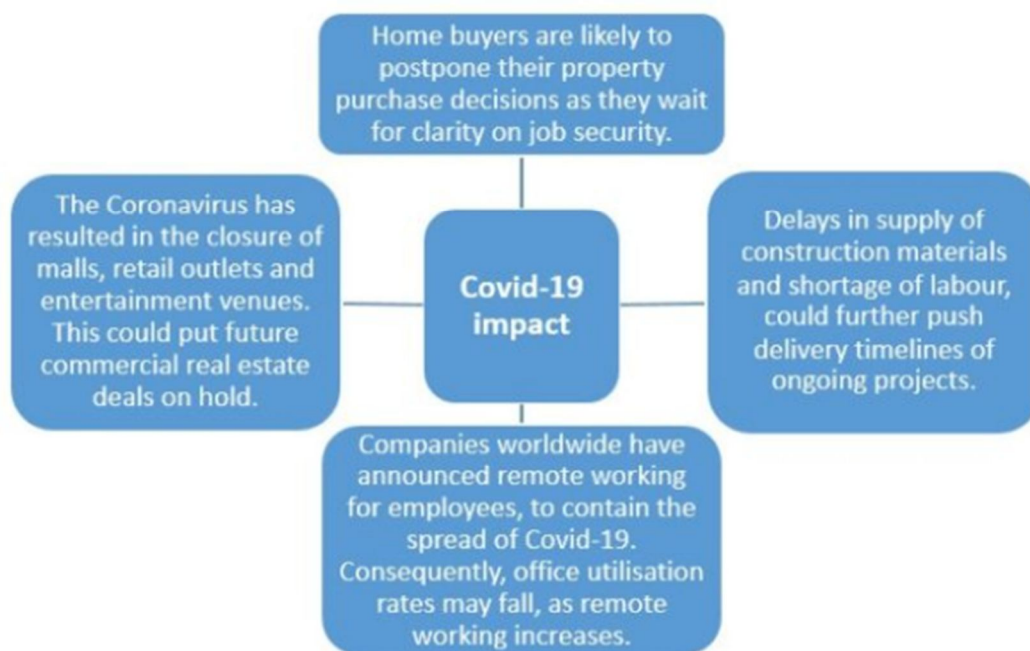 Home buyers are likely to
postpone their property
purchase decisions as they wait
for clarity on job security.
The Coronavirus has
resulted in the closure of
malls, retail outlets and
entertainment venues.
This could put future
commercial real estate
deals on hold.
Covid-19
impact
Delays in supply of
construction materials
and shortage of labour,
could further push
delivery timelines of
ongoing projects.
Companies worldwide have
announced remote working
for employees, to contain the
spread of Covid-19.
Consequently, office utilisation
rates may fall, as remote
working increases.